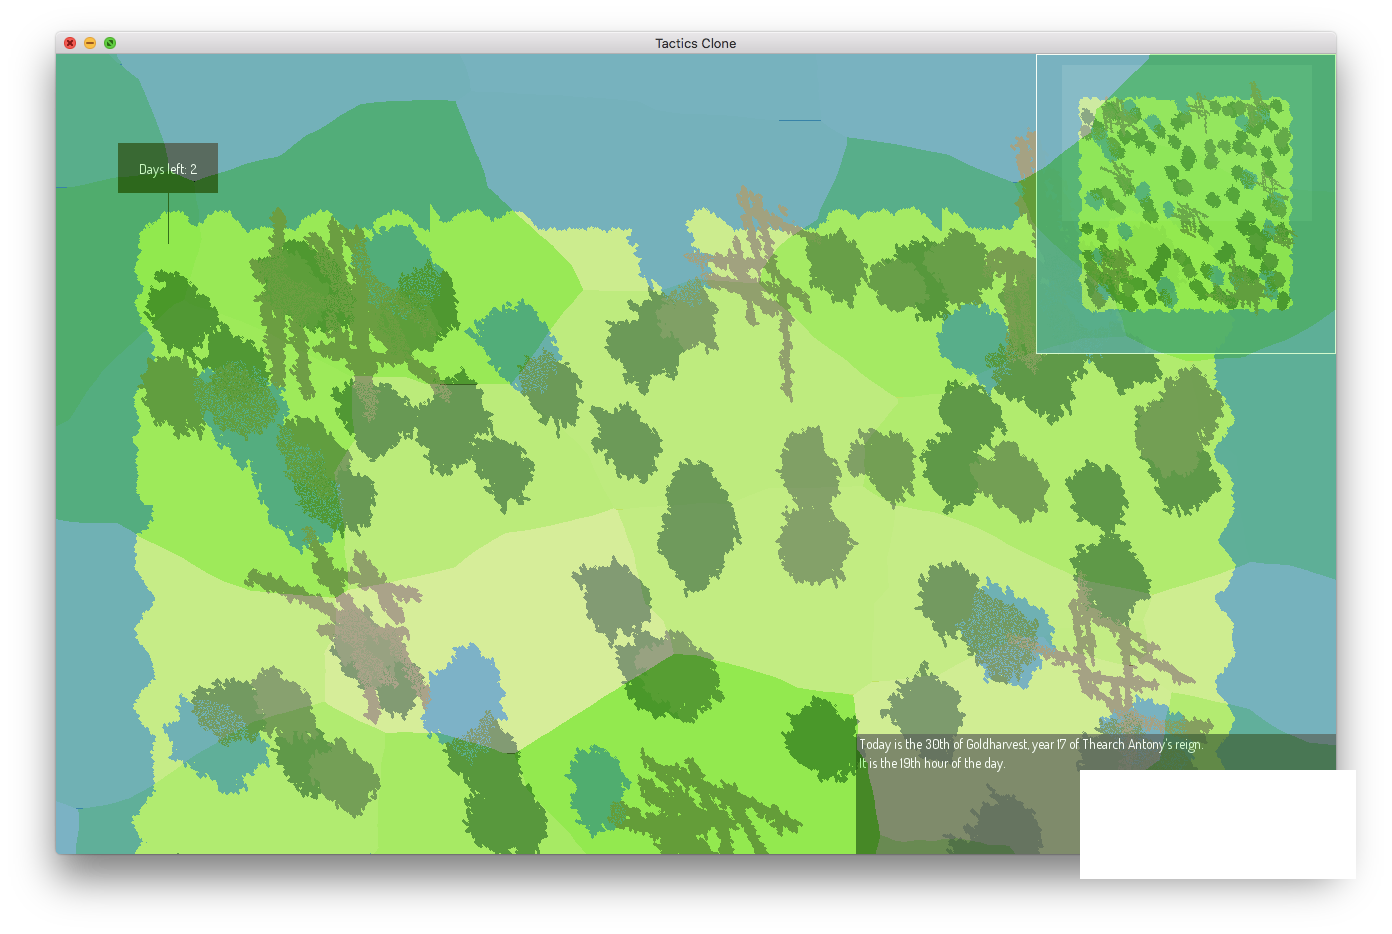 Tactics Clone
Days left: 2
Today is the 30th of Goldharvest, year 17 of Thearch Antony's reign.
It is the 19th hour of the day.